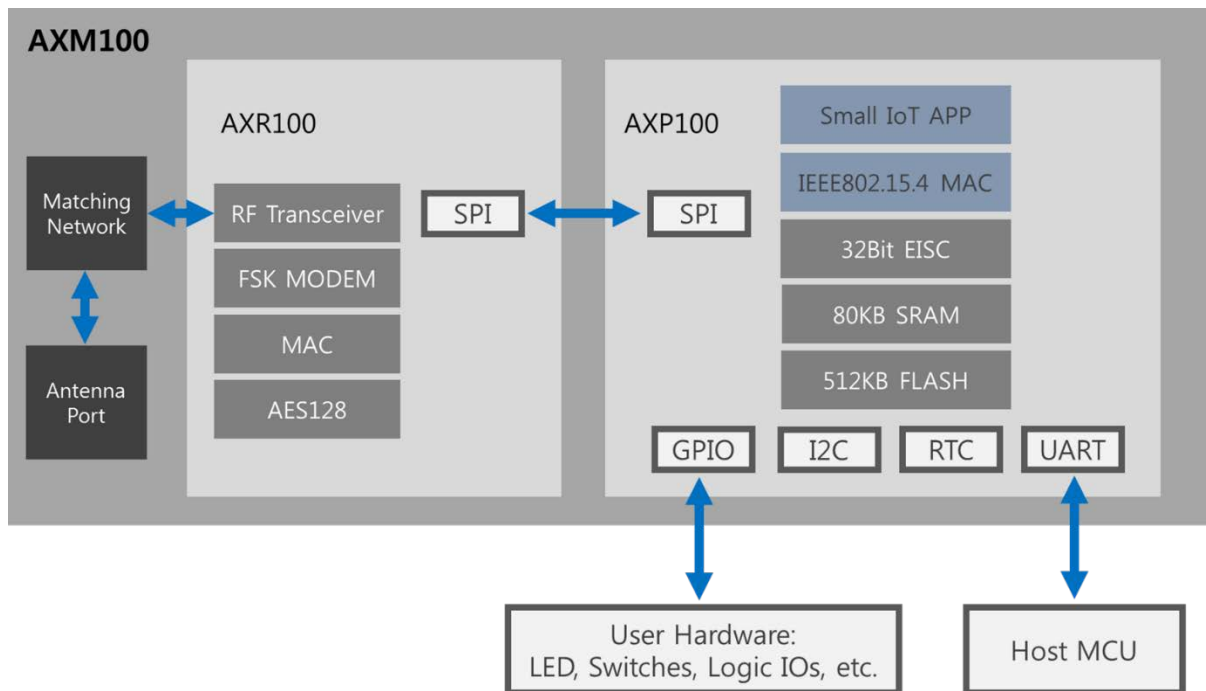 AXM100
AXR100
AXP100
Matching
Network
Antenna
Port
RF Transceiver
FSK MODEM
MAC
AES128
SPI
SPI
Small IoT APP
IEEE802.15.4 MAC
32Bit EISC
80KB SRAM
512KB FLASH
GPIO
I2C
RTC
UART
User Hardware:
LED, Switches, Logic IOs, etc.
Host MCU